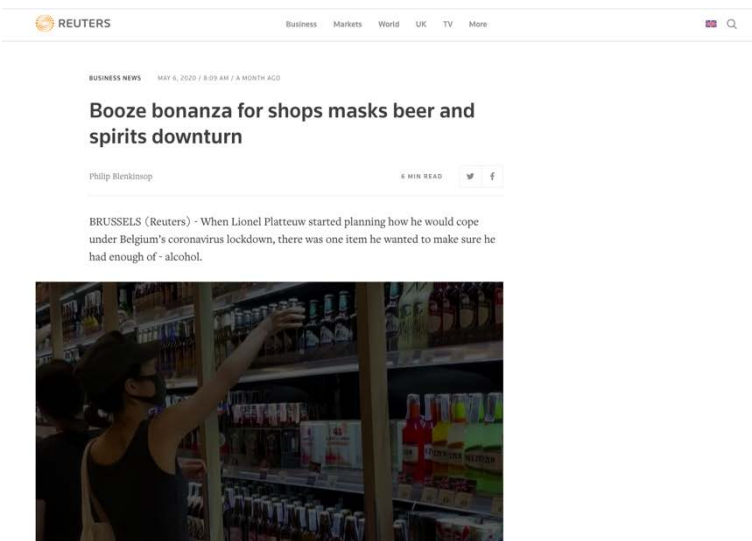 REUTERS
Business Markets World UK TV More
BUSINESS NEWS MAY 6, 2020 / 8:09 AM / A MONTH AGO
Booze bonanza for shops masks beer and
spirits downturn
Philip Blenkinsop
6 MIN READ
BRUSSELS (Reuters) - When Lionel Platteuw started planning how he would cope
under Belgium's coronavirus lockdown, there was one item he wanted to make sure he
had enough of - alcohol.